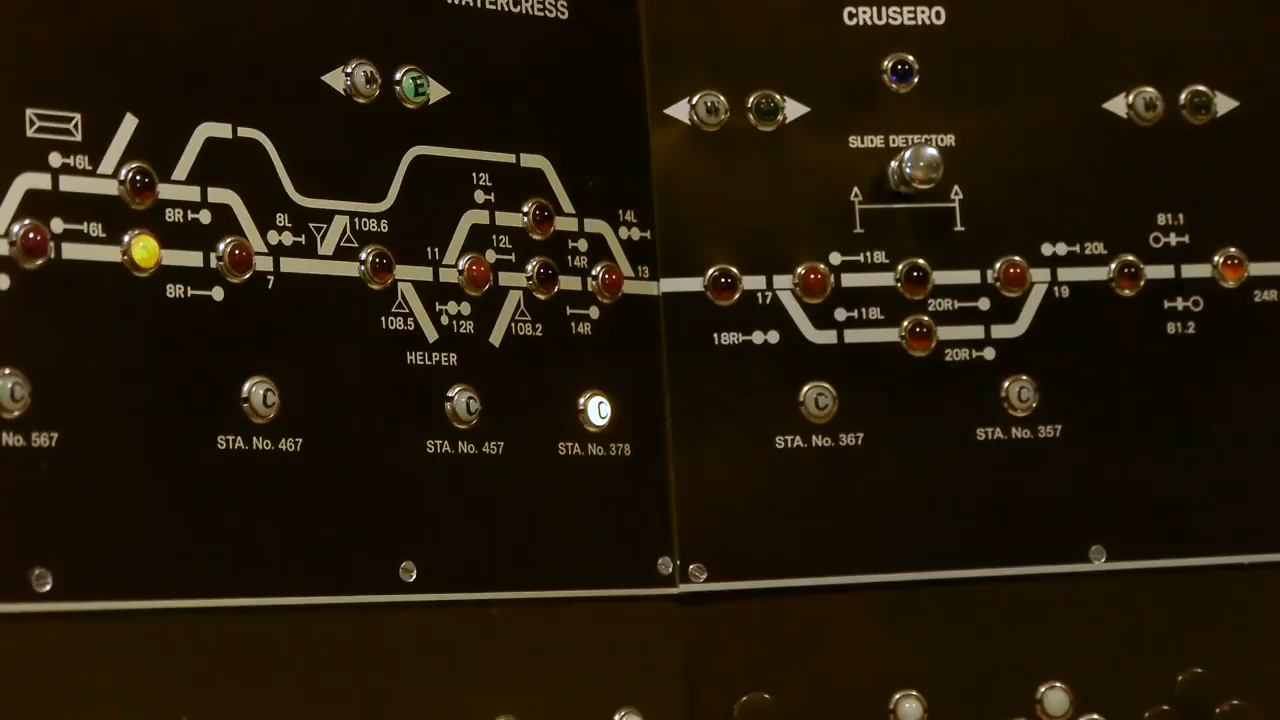 WATERCRESS
CRUSERO
W
E
W
W
SLIDE DETECTOR
6L
8R
8L
108.6
12L
14L
6L
11
12L
14R
13
81.1
18L
20L
8R
7
17
19
24R
108.5
12R
108.2
14R
18R
18L
20R
81.2
HELPER
20R
C
C
C
C
C
No. 567
STA. No. 467
STA. No. 457
STA. No. 378
STA. No. 367
STA. No. 357